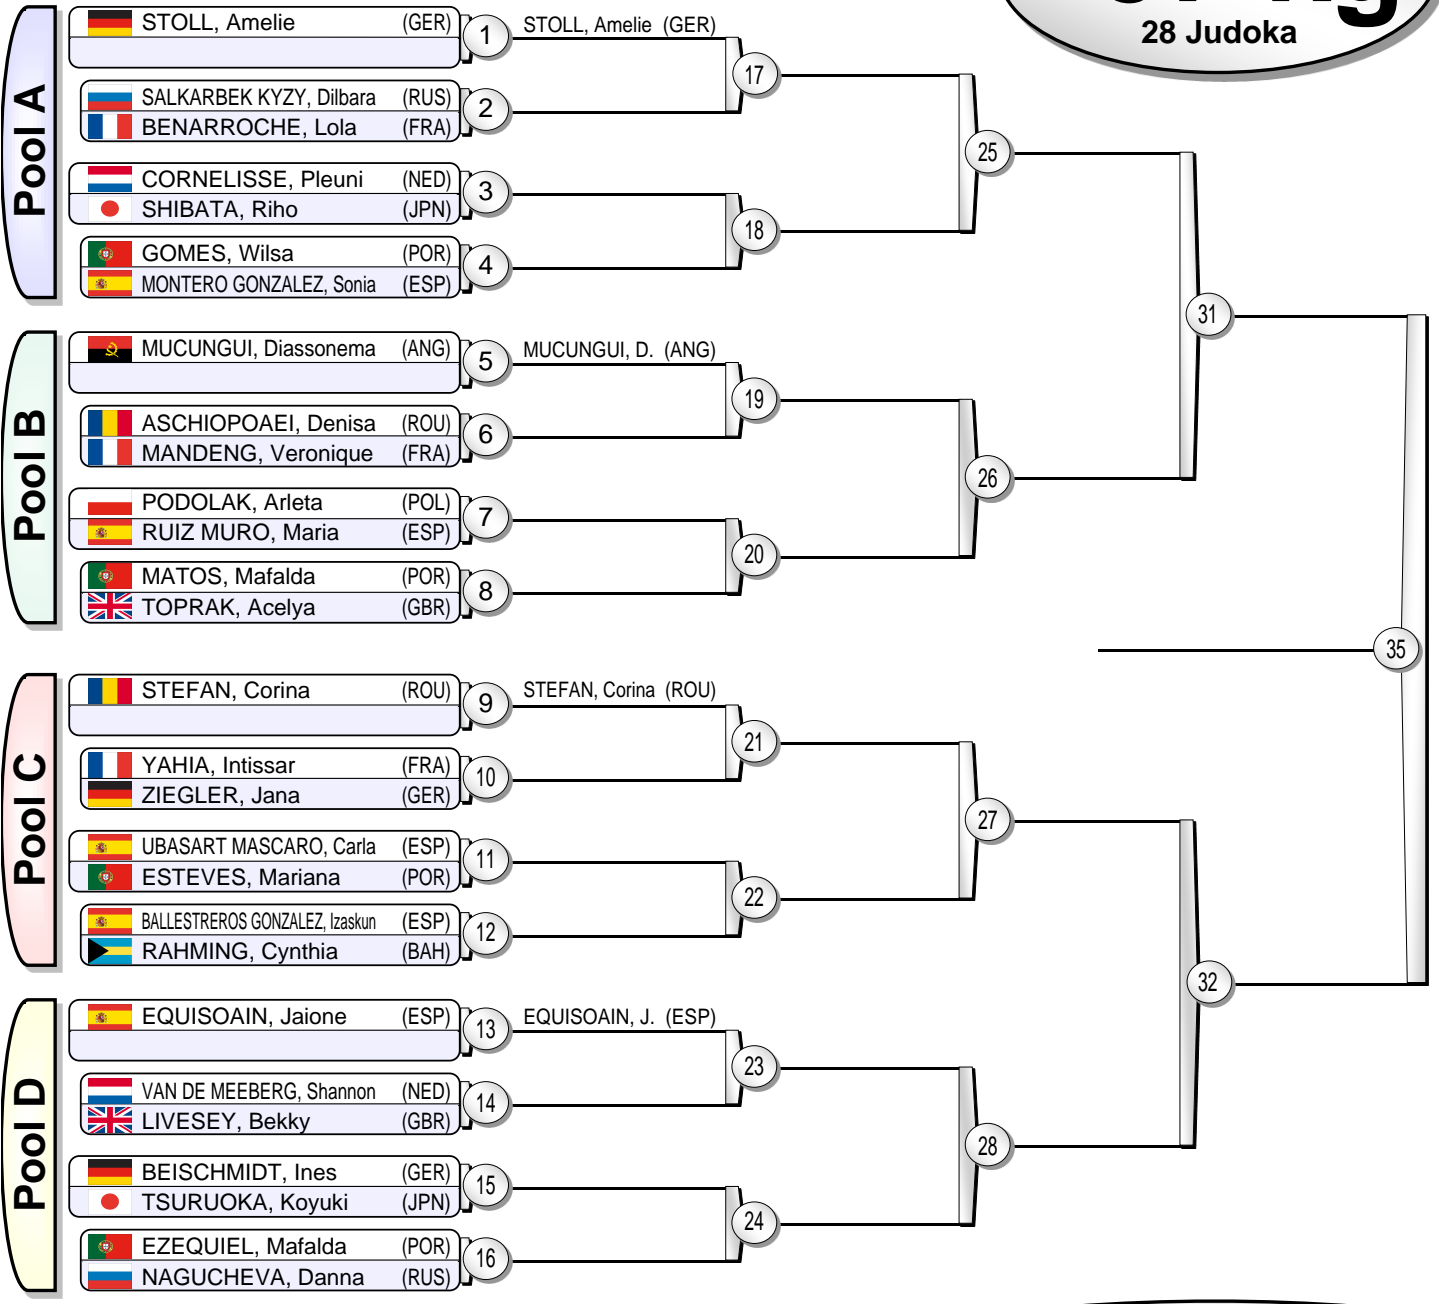 28 Judoka
Pool A
STOLL, Amelie (GER) 1 STOLL, Amelie (GER)
17
SALKARBEK KYZY, Dilbara (RUS) 2
BENARROCHE, Lola (FRA)
25
CORNELISSE, Pleuni (NED) 3
SHIBATA, Riho (JPN)
18
GOMES, Wilsa (POR) 4
MONTERO GONZALEZ, Sonia (ESP)
31
Pool B
MUCUNGUI, Diassonema (ANG) 5 MUCUNGUI, D. (ANG)
19
ASCHIOPOAEI, Denisa (ROU) 6
MANDENG, Veronique (FRA)
26
PODOLAK, Arleta (POL) 7
RUIZ MURO, Maria (ESP)
20
MATOS, Mafalda (POR) 8
TOPRAK, Acelya (GBR)
35
Pool C
STEFAN, Corina (ROU) 9 STEFAN, Corina (ROU)
21
YAHIA, Intissar (FRA) 10
ZIEGLER, Jana (GER)
27
UBASART MASCARO, Carla (ESP) 11
ESTEVES, Mariana (POR)
22
BALLESTREROS GONZALEZ, Izaskun (ESP) 12
RAHMING, Cynthia (BAH)
32
Pool D
EQUISOAIN, Jaione (ESP) 13 EQUISOAIN, J. (ESP)
23
VAN DE MEEBERG, Shannon (NED) 14
LIVESEY, Bekky (GBR)
28
BEISCHMIDT, Ines (GER) 15
TSURUOKA, Koyuki (JPN)
24
EZEQUIEL, Mafalda (POR) 16
NAGUCHEVA, Danna (RUS)